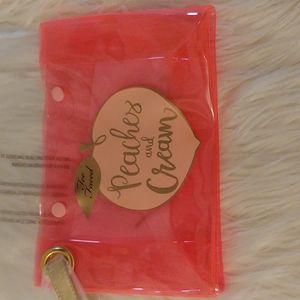 Peaches
and
Cream
Too Faced